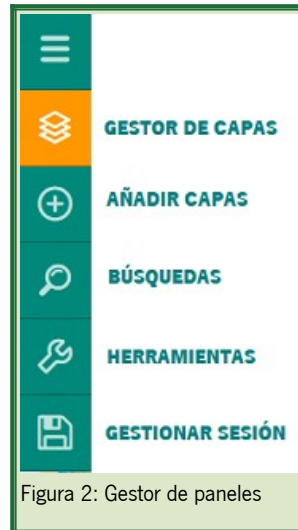 GESTOR DE CAPAS
AÑADIR CAPAS
BÚSQUEDAS
HERRAMIENTAS
GESTIONAR SESIÓN
Figura 2: Gestor de paneles